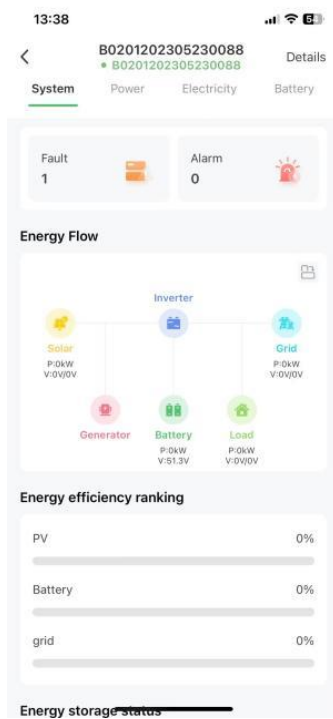 13:38
B0201202305230088
B0201202305230088
Details
System Power Electricity Battery
Fault
1
Alarm
0
Energy Flow
Inverter
Solar
P:0kW
V:0V/0V
Grid
P:0kW
V:0V/0V
Generator
Battery
P:0kW
V:51.3V
Load
P:0kW
V:0V/0V
Energy efficiency ranking
PV 0%
Battery 0%
grid 0%
Energy storage status